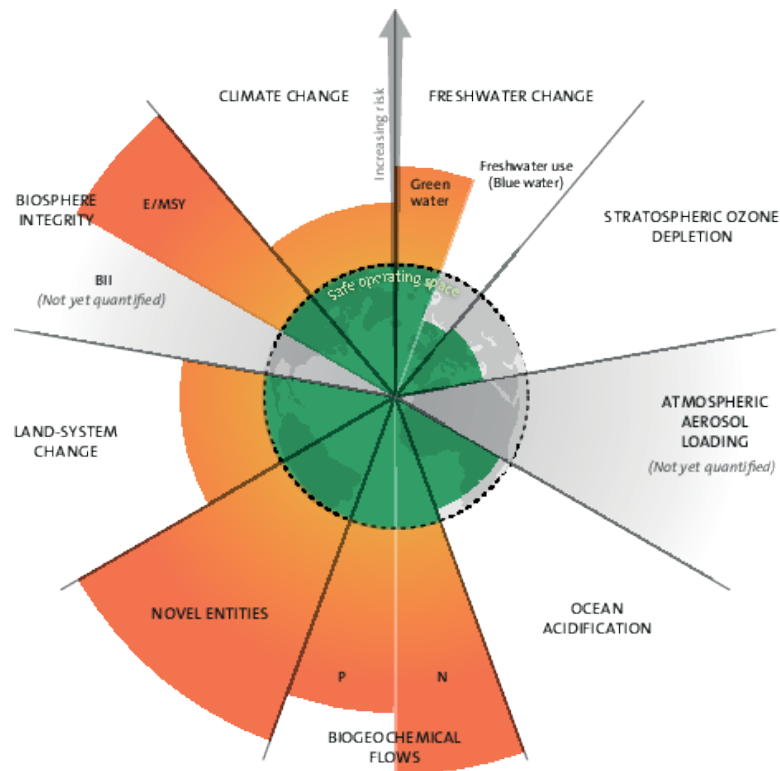 CLIMATE CHANGE
FRESHWATER CHANGE
Increasing risk
Freshwater use
(Blue water)
Green
water
BIOSPHERE
INTEGRITY
E/MSY
STRATOSPHERIC OZONE
DEPLETION
BII
(Not yet quantified)
Safe operating space
ATMOSPHERIC
AEROSOL
LOADING
(Not yet quantified)
LAND-SYSTEM
CHANGE
NOVEL ENTITIES
OCEAN
ACIDIFICATION
P
N
BIOGEOCHEMICAL
FLOWS